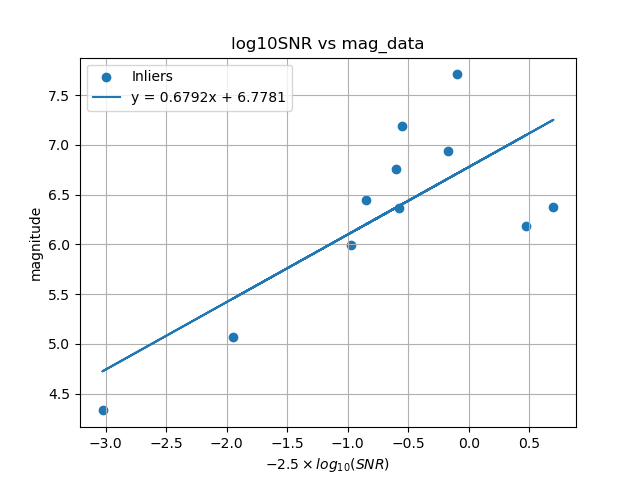 log10SNR vs mag_data
Inliers
y = 0.6792x + 6.7781
7.5
7.0
6.5
6.0
5.5
5.0
4.5
magnitude
−3.0 −2.5 −2.0 −1.5 −1.0 −0.5 0.0 0.5
−2.5 × log₁₀(SNR)